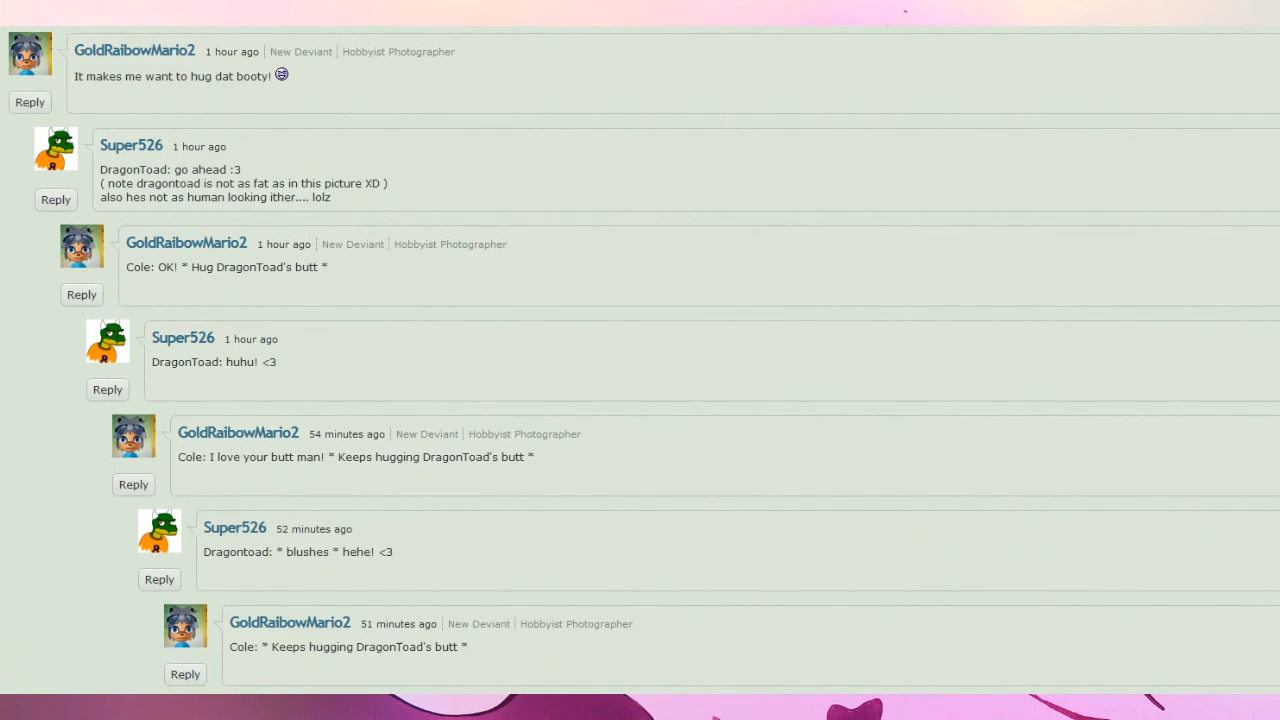 GoldRaibowMario2 1 hour ago New Deviant Hobbyist Photographer
It makes me want to hug dat booty!
Reply
Super526 1 hour ago
DragonToad: go ahead :3
( note dragontoad is not as fat as in this picture XD )
also hes not as human looking ither.... lolz
Reply
GoldRaibowMario2 1 hour ago New Deviant Hobbyist Photographer
Cole: OK! * Hug DragonToad's butt *
Reply
Super526 1 hour ago
DragonToad: huhu! <3
Reply
GoldRaibowMario2 54 minutes ago New Deviant Hobbyist Photographer
Cole: I love your butt man! * Keeps hugging DragonToad's butt *
Reply
Super526 52 minutes ago
Dragontoad: * blushes * hehe! <3
Reply
GoldRaibowMario2 51 minutes ago New Deviant Hobbyist Photographer
Cole: * Keeps hugging DragonToad's butt *
Reply